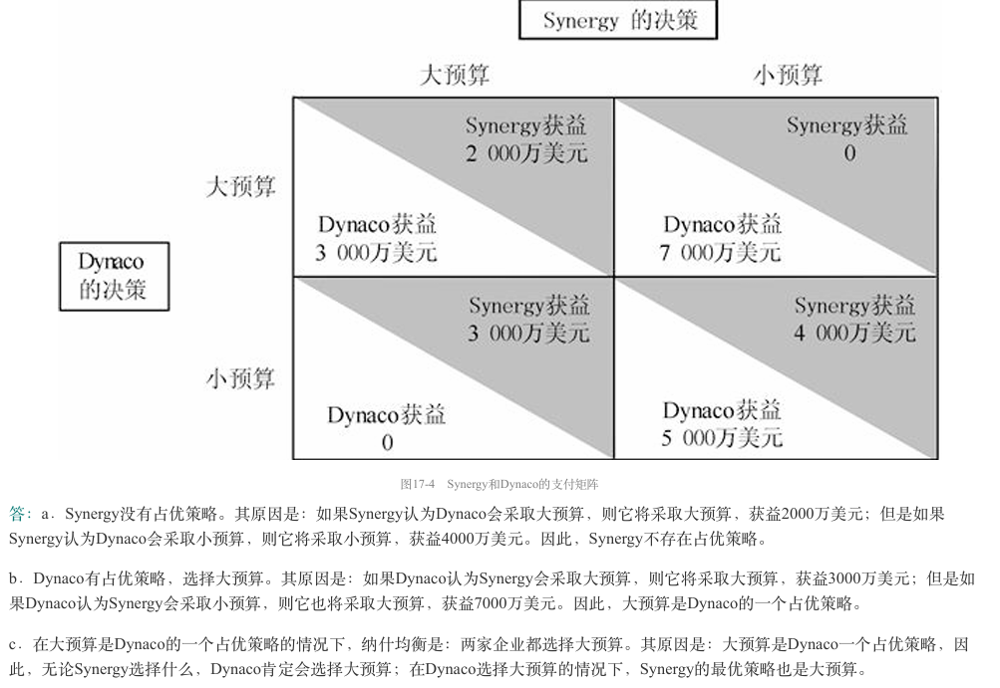 Synergy 的决策
大预算
小预算
Synergy获益
2 000万美元
Synergy获益
0
大预算
Dynaco获益
3 000万美元
Dynaco获益
7 000万美元
Dynaco
的决策
Synergy获益
3 000万美元
Synergy获益
4 000万美元
小预算
Dynaco获益
0
Dynaco获益
5 000万美元
图17-4 Synergy和Dynaco的支付矩阵
答：a．Synergy没有占优策略。其原因是：如果Synergy认为Dynaco会采取大预算，则它将采取大预算，获益2000万美元；但是如果
Synergy认为Dynaco会采取小预算，则它将采取小预算，获益4000万美元。因此，Synergy不存在占优策略。
b．Dynaco有占优策略，选择大预算。其原因是：如果Dynaco认为Synergy会采取大预算，则它将采取大预算，获益3000万美元；但是如
果Dynaco认为Synergy会采取小预算，则它也将采取大预算，获益7000万美元。因此，大预算是Dynaco的一个占优策略。
c．在大预算是Dynaco的一个占优策略的情况下，纳什均衡是：两家企业都选择大预算。其原因是：大预算是Dynaco一个占优策略，因
此，无论Synergy选择什么，Dynaco肯定会选择大预算；在Dynaco选择大预算的情况下，Synergy的最优策略也是大预算。